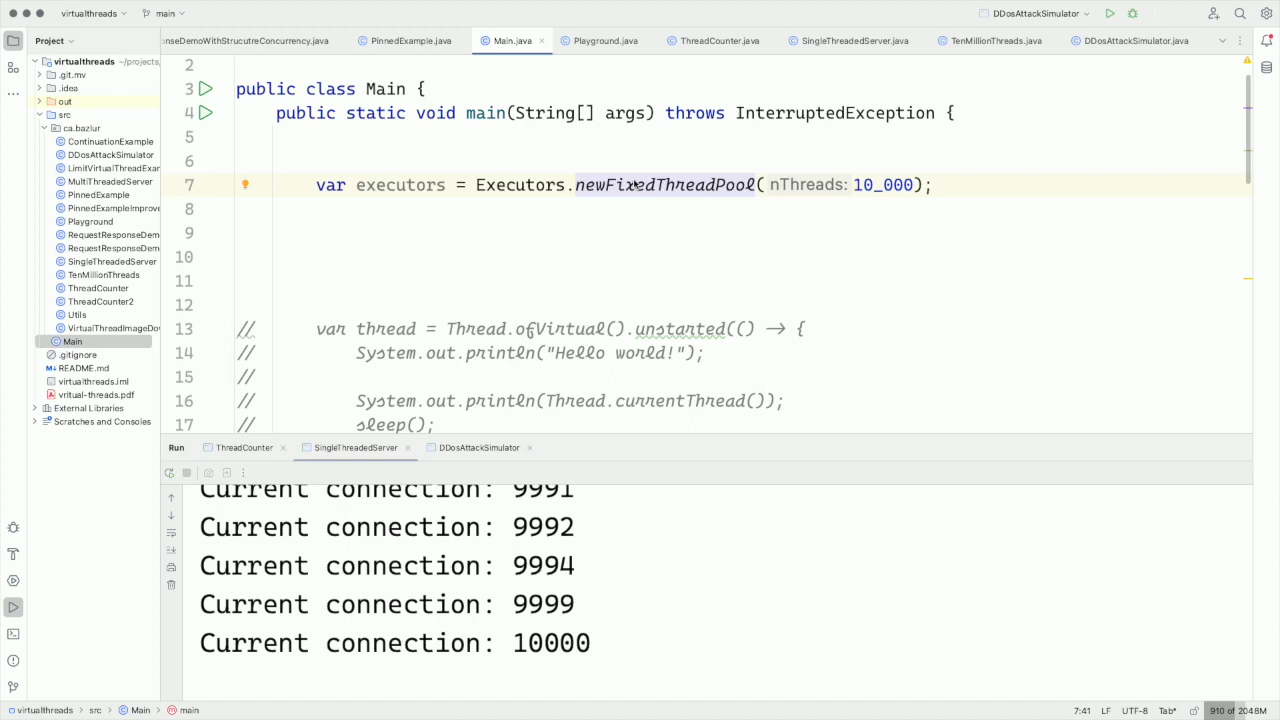 virtualthreads
main
DDosAttackSimulator
Project
onseDemoWithStrucutreConcurrency.java
PinnedExample.java
Main.java
Playground.java
ThreadCounter.java
SingleThreadedServer.java
TenMillionThreads.java
DDosAttackSimulator.java
virtualthreads ~/projects,
.git.mv
.idea
out
src
ca.bazlur
ContinuationExample
DDosAttackSimulator
LimitVirtualThreadExar
MultiThreadedServer
PinnedExample
PinnedExampleImprove
Playground
RequestResponseDemo
RequestResponseDemo
SingleThreadedServer
TenMillionThreads
ThreadCounter
ThreadCounter2
Utils
VirtualThreadImageDov
Main
.gitignore
README.md
virtualthreads.iml
vritual-threads.pdf
External Libraries
Scratches and Consoles
2
3 public class Main {
4 public static void main(String[] args) throws InterruptedException {
5
6
7 var executors = Executors.newFixedThreadPool( nThreads: 10_000);
8
9
10
11
12
13 // var thread = Thread.ofVirtual().unstarted(() -> {
14 // System.out.println("Hello world!");
15 //
16 // System.out.println(Thread.currentThread());
17 // sleep();
Run
ThreadCounter
SingleThreadedServer
DDosAttackSimulator
Current connection: 9991
Current connection: 9992
Current connection: 9994
Current connection: 9999
Current connection: 10000
virtualthreads > src > Main > main
7:41 LF UTF-8 Tab* 910 of 2048M